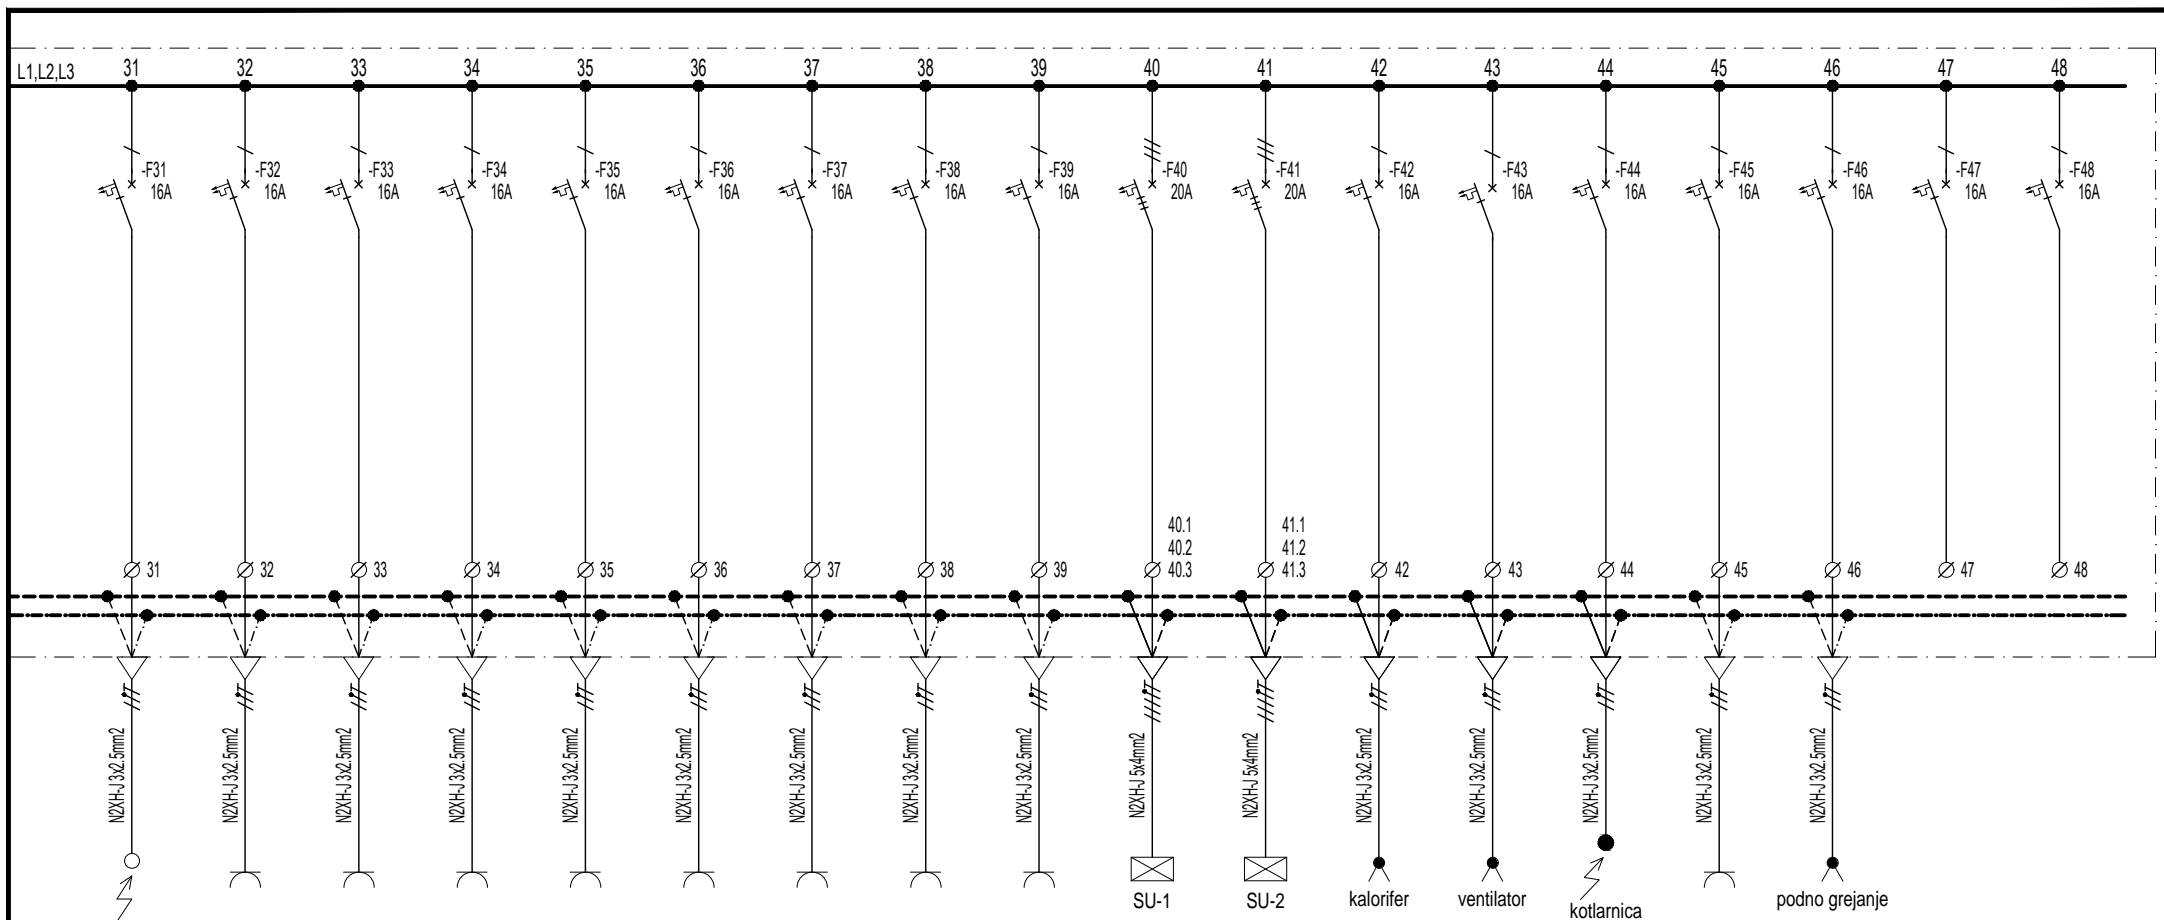 L1,L2,L3 31 32 33 34 35 36 37 38 39 40 41 42 43 44 45 46 47 48
-F31 -F32 -F33 -F34 -F35 -F36 -F37 -F38 -F39 -F40 -F41 -F42 -F43 -F44 -F45 -F46 -F47 -F48
16A 16A 16A 16A 16A 16A 16A 16A 16A 20A 20A 16A 16A 16A 16A 16A 16A 16A
40.1 41.1
40.2 41.2
31 32 33 34 35 36 37 38 39 40.3 41.3 42 43 44 45 46 47 48
N2XH-J 3x2.5mm2 N2XH-J 3x2.5mm2 N2XH-J 3x2.5mm2 N2XH-J 3x2.5mm2 N2XH-J 3x2.5mm2 N2XH-J 3x2.5mm2 N2XH-J 3x2.5mm2 N2XH-J 3x2.5mm2 N2XH-J 3x2.5mm2 N2XH-J 5x4mm2 N2XH-J 5x4mm2 N2XH-J 3x2.5mm2 N2XH-J 3x2.5mm2 N2XH-J 3x2.5mm2 N2XH-J 3x2.5mm2 N2XH-J 3x2.5mm2
SU-1 SU-2 kalorifer ventilator kotlarnica podno grejanje